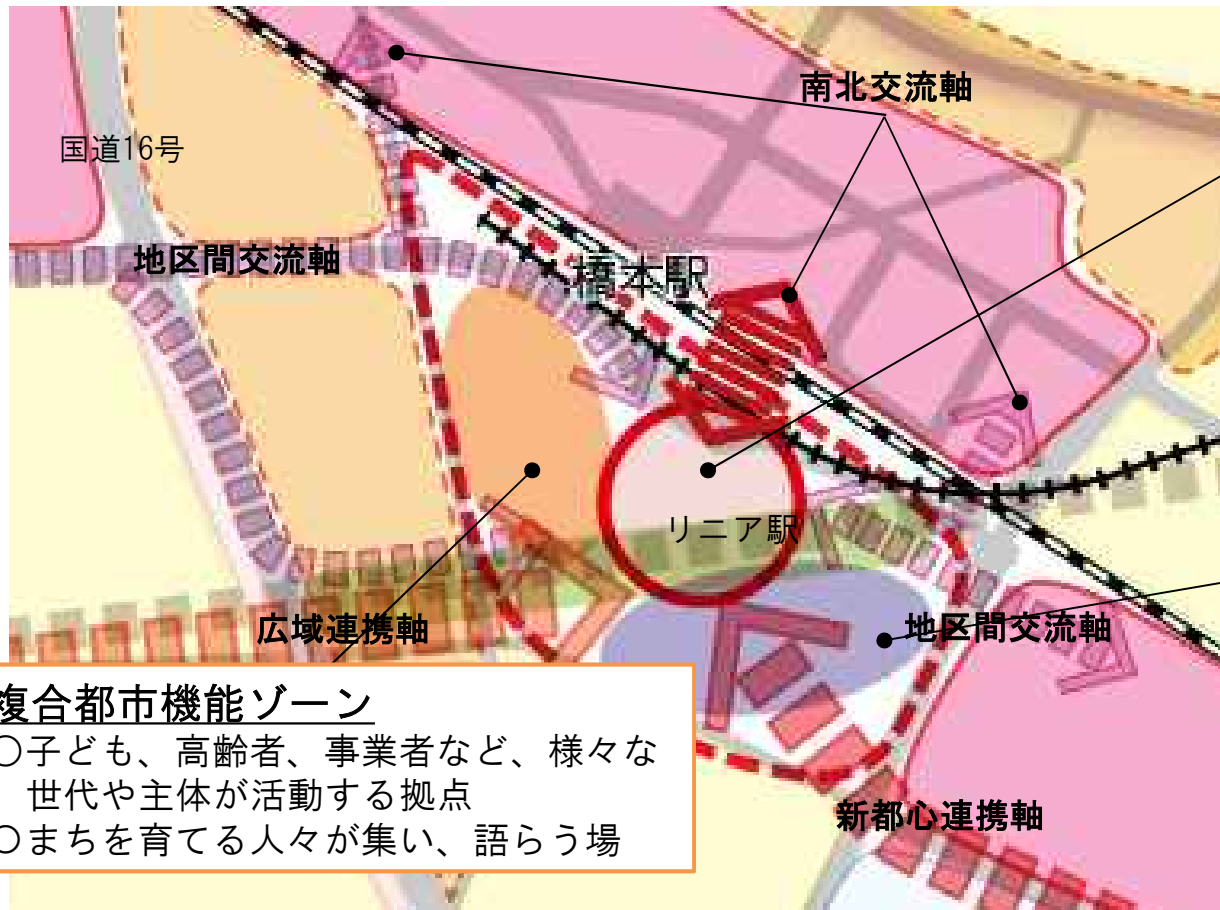 南北交流軸
国道16号
地区間交流軸
橋本駅
リニア駅
広域連携軸
地区間交流軸
複合都市機能ゾーン
○子ども、高齢者、事業者など、様々な
世代や主体が活動する拠点
○まちを育てる人々が集い、語らう場
新都心連携軸